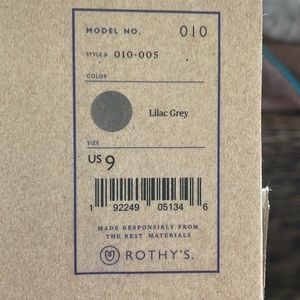 MODEL NO. 010
STYLE # 010-005
COLOR
Lilac Grey
SIZE
US 9
1 92249 05134 6
MADE RESPONSIBLY FROM
THE BEST MATERIALS
ROTHY'S.